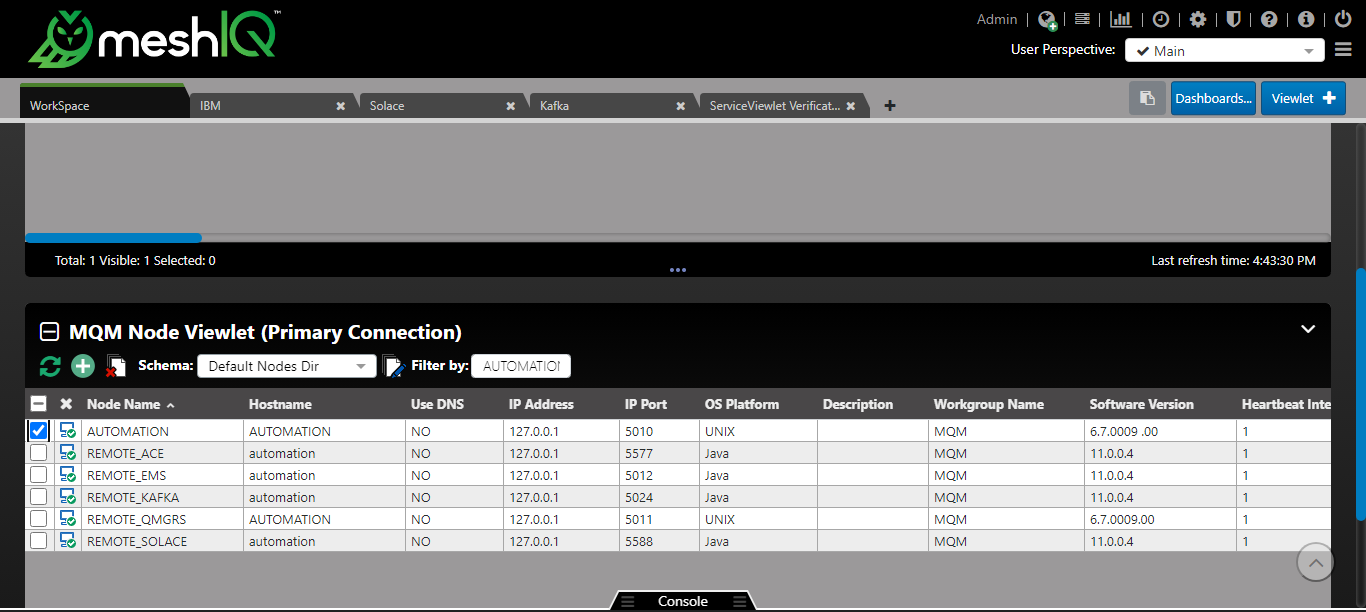 meshIQ™
Admin
User Perspective: Main
WorkSpace
IBM
Solace
Kafka
ServiceViewlet Verificat...
Dashboards...
Viewlet
Total: 1 Visible: 1 Selected: 0
Last refresh time: 4:43:30 PM
MQM Node Viewlet (Primary Connection)
Schema: Default Nodes Dir Filter by: AUTOMATION
Node Name Hostname Use DNS IP Address IP Port OS Platform Description Workgroup Name Software Version Heartbeat Inte
AUTOMATION AUTOMATION NO 127.0.0.1 5010 UNIX MQM 6.7.0009 .00 1
REMOTE_ACE automation NO 127.0.0.1 5577 Java MQM 11.0.0.4 1
REMOTE_EMS automation NO 127.0.0.1 5012 Java MQM 11.0.0.4 1
REMOTE_KAFKA automation NO 127.0.0.1 5024 Java MQM 11.0.0.4 1
REMOTE_QMGRS AUTOMATION NO 127.0.0.1 5011 UNIX MQM 6.7.0009.00 1
REMOTE_SOLACE automation NO 127.0.0.1 5588 Java MQM 11.0.0.4 1
Console